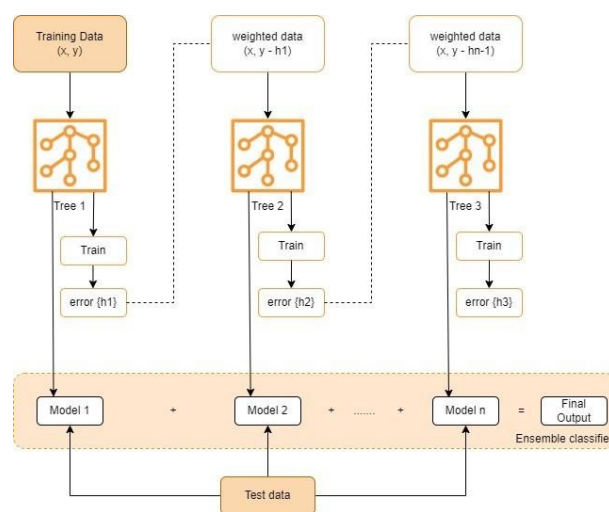 Training Data
(x, y)
weighted data
(x, y - h1)
weighted data
(x, y - hn-1)
Tree 1
Tree 2
Tree 3
Train
Train
Train
error {h1}
error {h2}
error {h3}
Model 1
+
Model 2
+
.......
+
Model n
=
Final
Output
Ensemble classifie
Test data